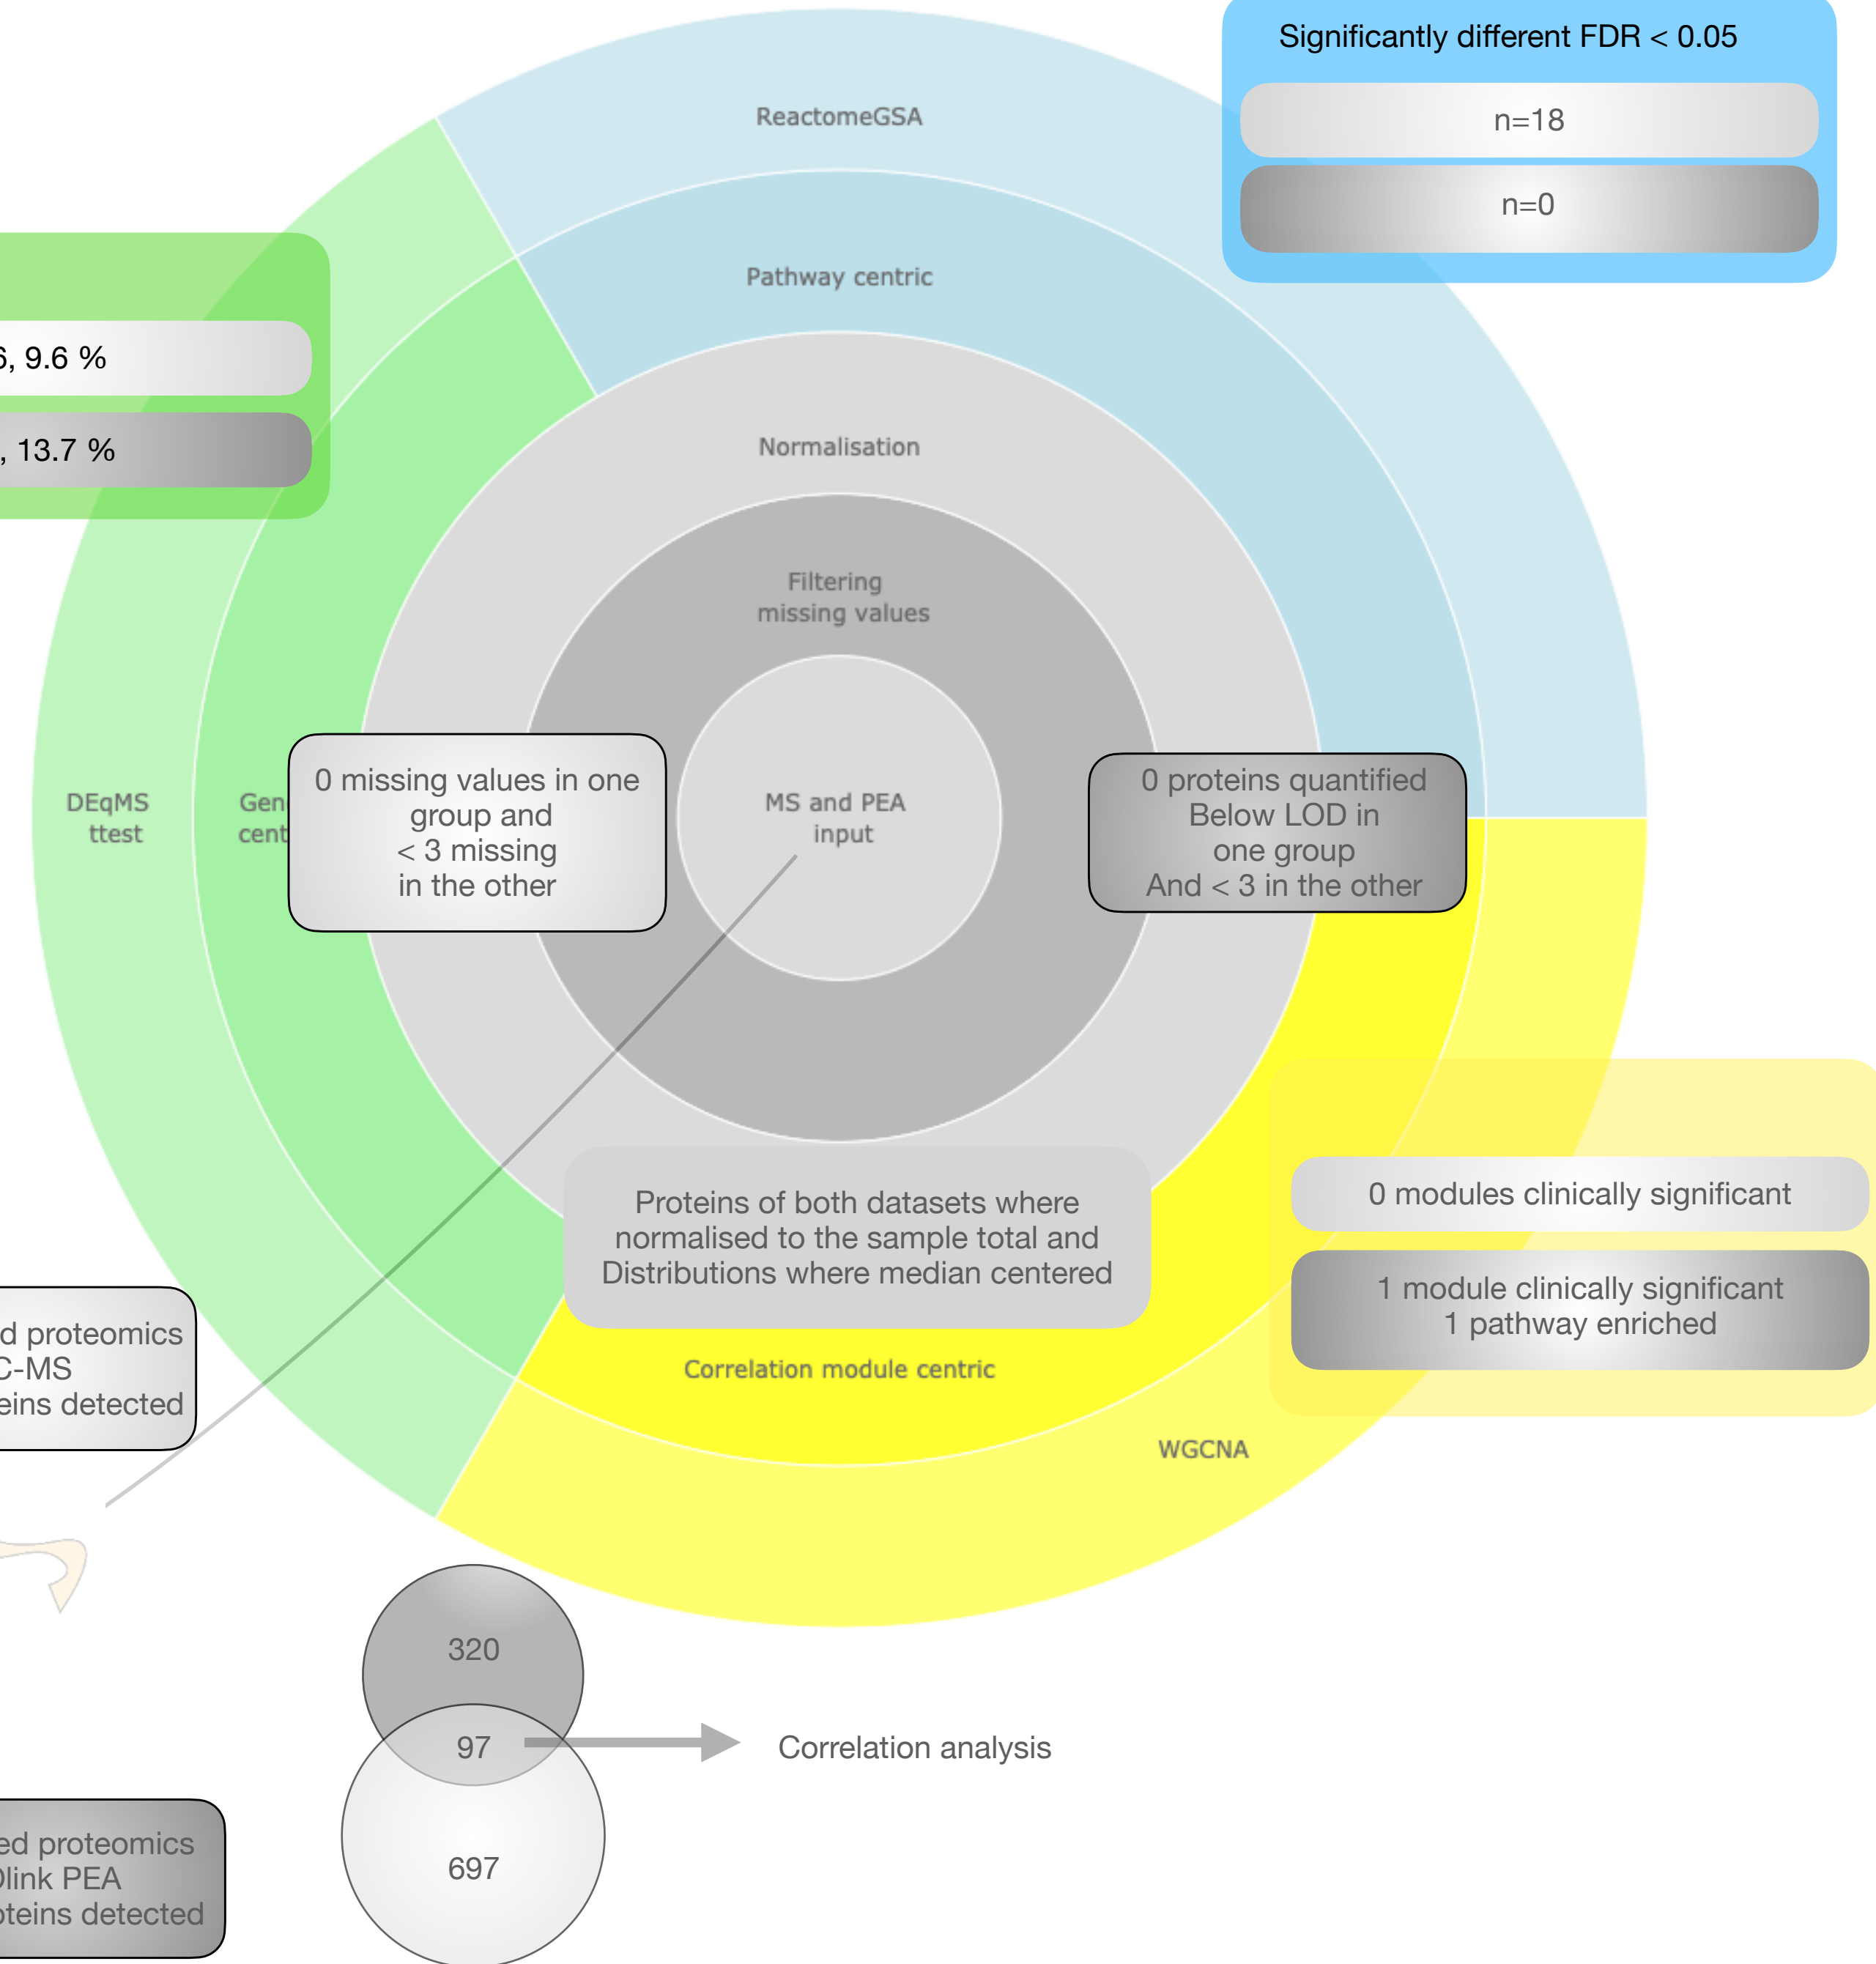 Significantly different FDR < 0.05
n=18
n=0
ReactomeGSA
Pathway centric
Normalisation
Filtering
missing values
MS and PEA
input
, 9.6 %
, 13.7 %
DEqMS
ttest
0 missing values in one
group and
< 3 missing
in the other
0 proteins quantified
Below LOD in
one group
And < 3 in the other
Proteins of both datasets where
normalised to the sample total and
Distributions where median centered
Correlation module centric
WGCNA
0 modules clinically significant
1 module clinically significant
1 pathway enriched
d proteomics
C-MS
eins detected
320
97
697
Correlation analysis
ed proteomics
link PEA
teins detected